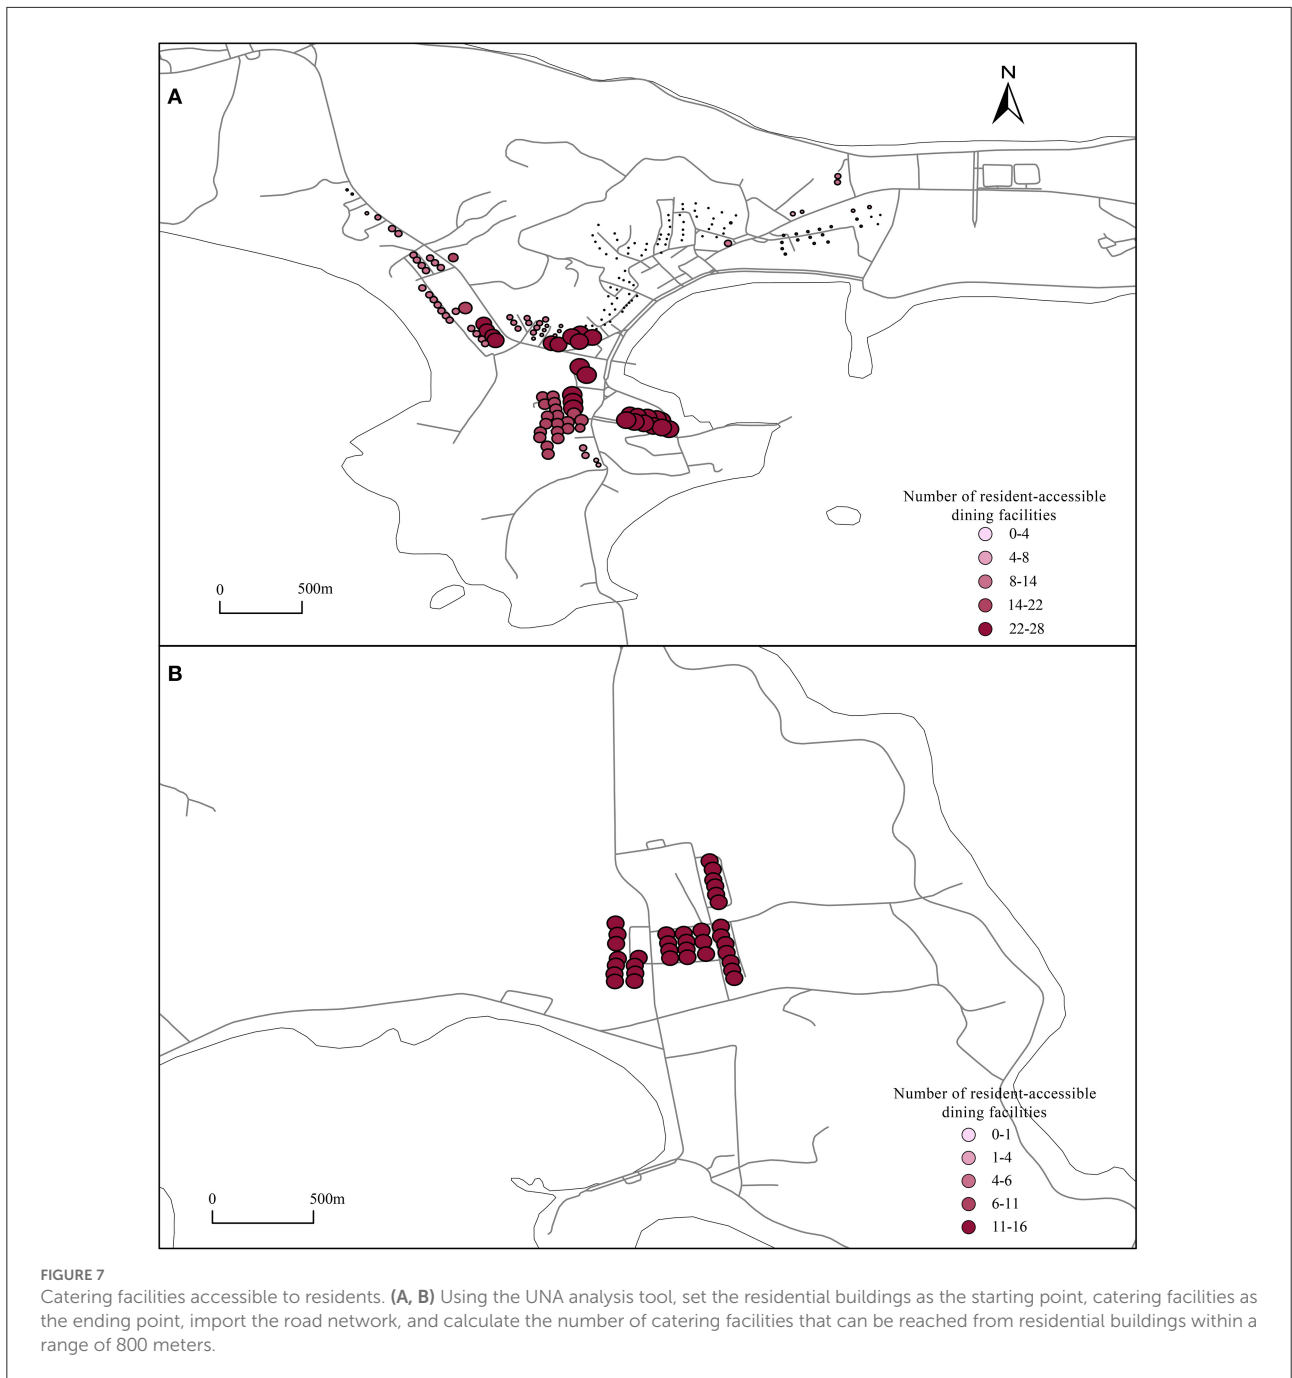 A
N
Number of resident-accessible
dining facilities
0-4
4-8
8-14
14-22
22-28
0 500m
B
Number of resident-accessible
dining facilities
0-1
1-4
4-6
6-11
11-16
0 500m
FIGURE 7
Catering facilities accessible to residents. (A, B) Using the UNA analysis tool, set the residential buildings as the starting point, catering facilities as
the ending point, import the road network, and calculate the number of catering facilities that can be reached from residential buildings within a
range of 800 meters.